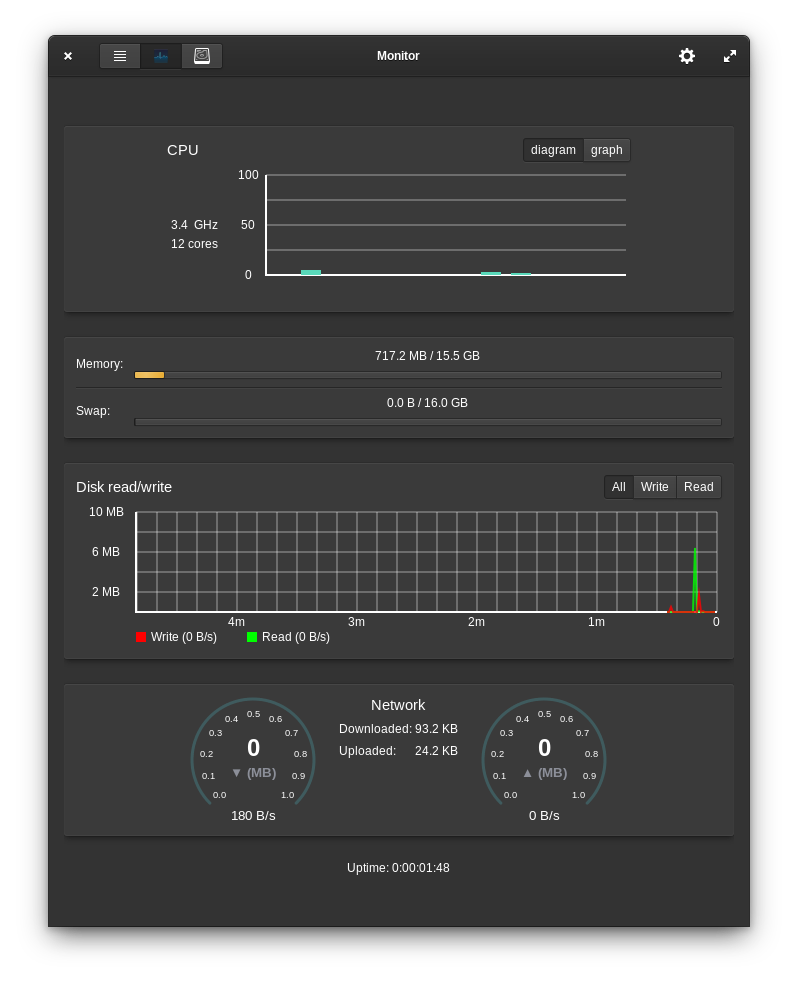 Monitor
CPU
diagram graph
100
50
0
3.4 GHz
12 cores
Memory:
717.2 MB / 15.5 GB
Swap:
0.0 B / 16.0 GB
Disk read/write
All Write Read
10 MB
6 MB
2 MB
4m 3m 2m 1m 0
Write (0 B/s) Read (0 B/s)
0.0 0.1 0.2 0.3 0.4 0.5 0.6 0.7 0.8 0.9 1.0
0
▼ (MB)
180 B/s
Network
Downloaded: 93.2 KB
Uploaded: 24.2 KB
0.0 0.1 0.2 0.3 0.4 0.5 0.6 0.7 0.8 0.9 1.0
0
▲ (MB)
0 B/s
Uptime: 0:00:01:48